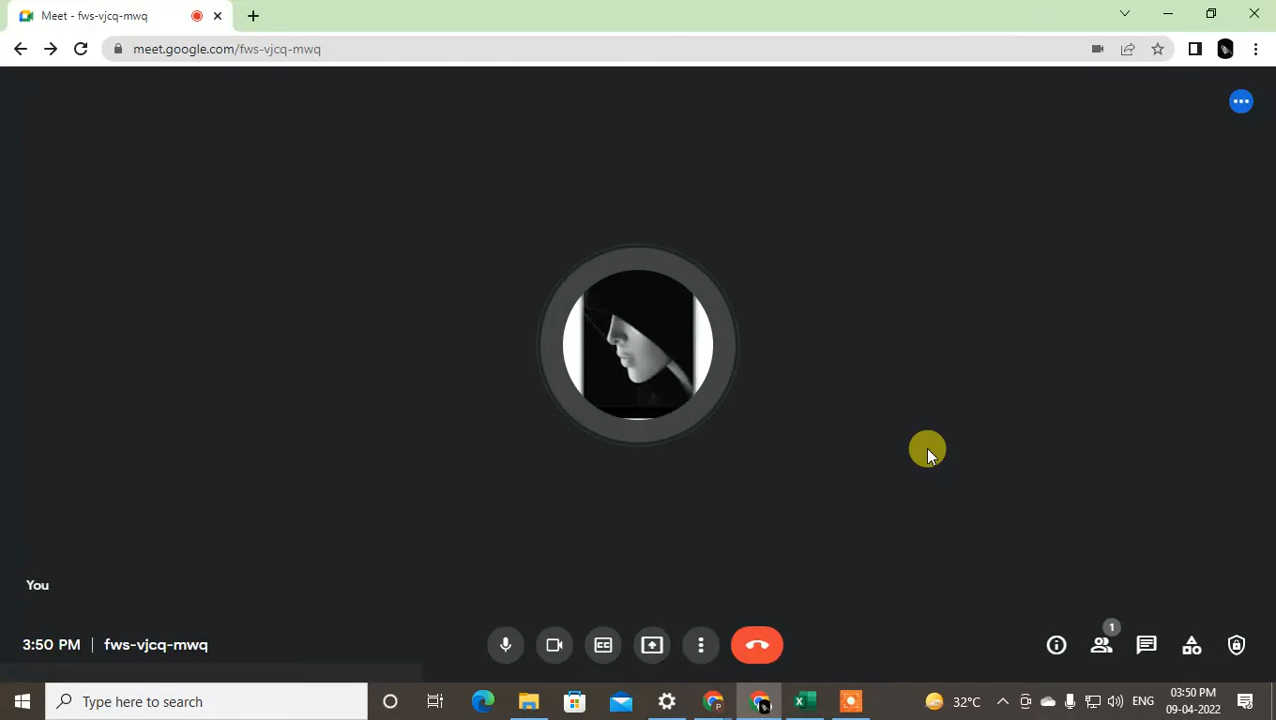 Meet - fws-vjcq-mwq
meet.google.com/fws-vjcq-mwq
You
3:50 PM | fws-vjcq-mwq
1
Type here to search
32°C
ENG
03:50 PM
09-04-2022